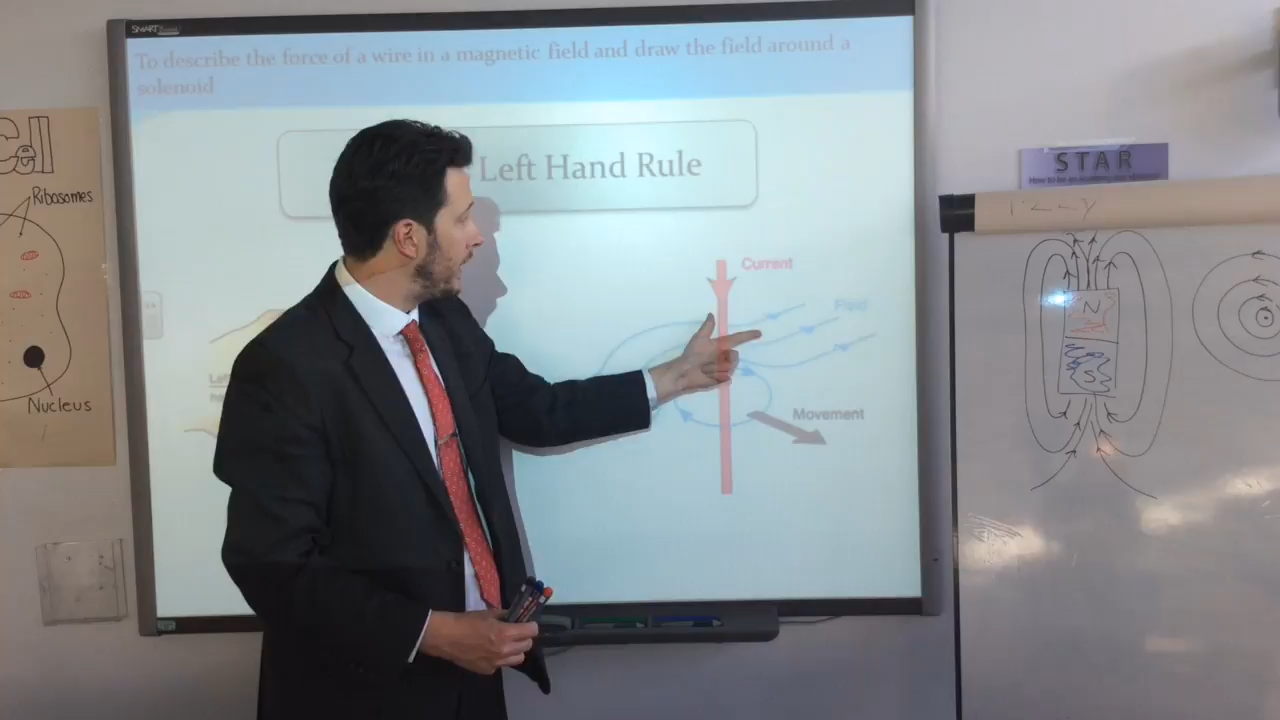 SMART
To describe the force of a wire in a magnetic field and draw the field around a
solenoid
Left Hand Rule
Current
Field
Movement
Cell
Ribosomes
Nucleus
STAR
N
S